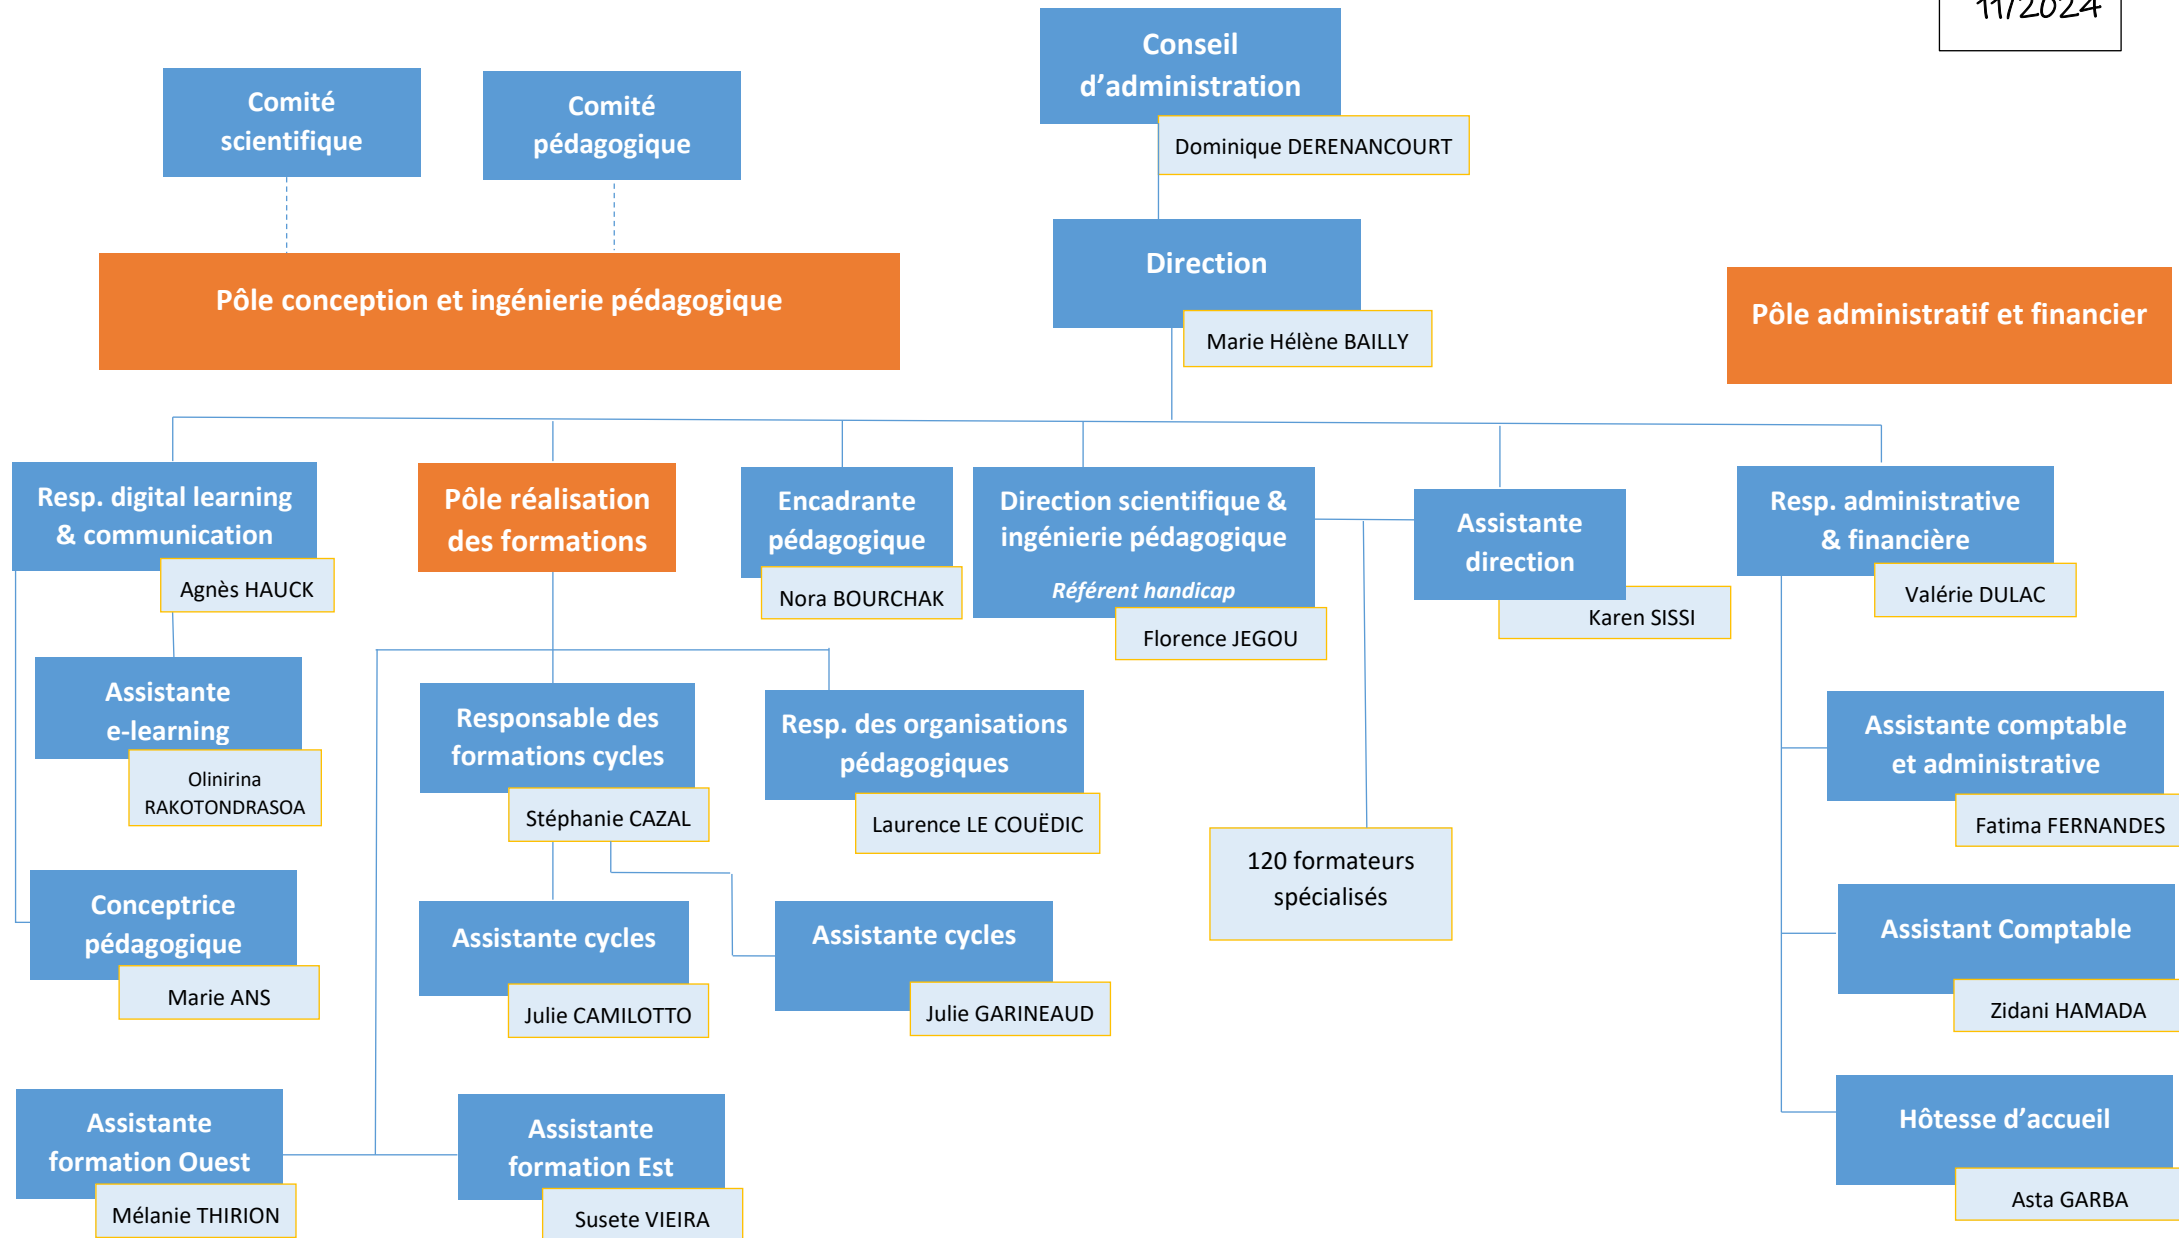 11/2024
Conseil
d’administration
Dominique DERENANCOURT
Comité
scientifique
Comité
pédagogique
Direction
Marie Hélène BAILLY
Pôle conception et ingénierie pédagogique
Pôle administratif et financier
Resp. digital learning
& communication
Agnès HAUCK
Pôle réalisation
des formations
Encadrante
pédagogique
Nora BOURCHAK
Direction scientifique &
ingénierie pédagogique
Référent handicap
Florence JEGOU
Assistante
direction
Karen SISSI
Resp. administrative
& financière
Valérie DULAC
Assistante
e-learning
Olinirina
RAKOTONDRASOA
Responsable des
formations cycles
Stéphanie CAZAL
Resp. des organisations
pédagogiques
Laurence LE COUËDIC
120 formateurs
spécialisés
Assistante comptable
et administrative
Fatima FERNANDES
Conceptrice
pédagogique
Marie ANS
Assistante cycles
Julie CAMILOTTO
Assistante cycles
Julie GARINEAUD
Assistant Comptable
Zidani HAMADA
Assistante
formation Ouest
Mélanie THIRION
Assistante
formation Est
Susete VIEIRA
Hôtesse d’accueil
Asta GARBA